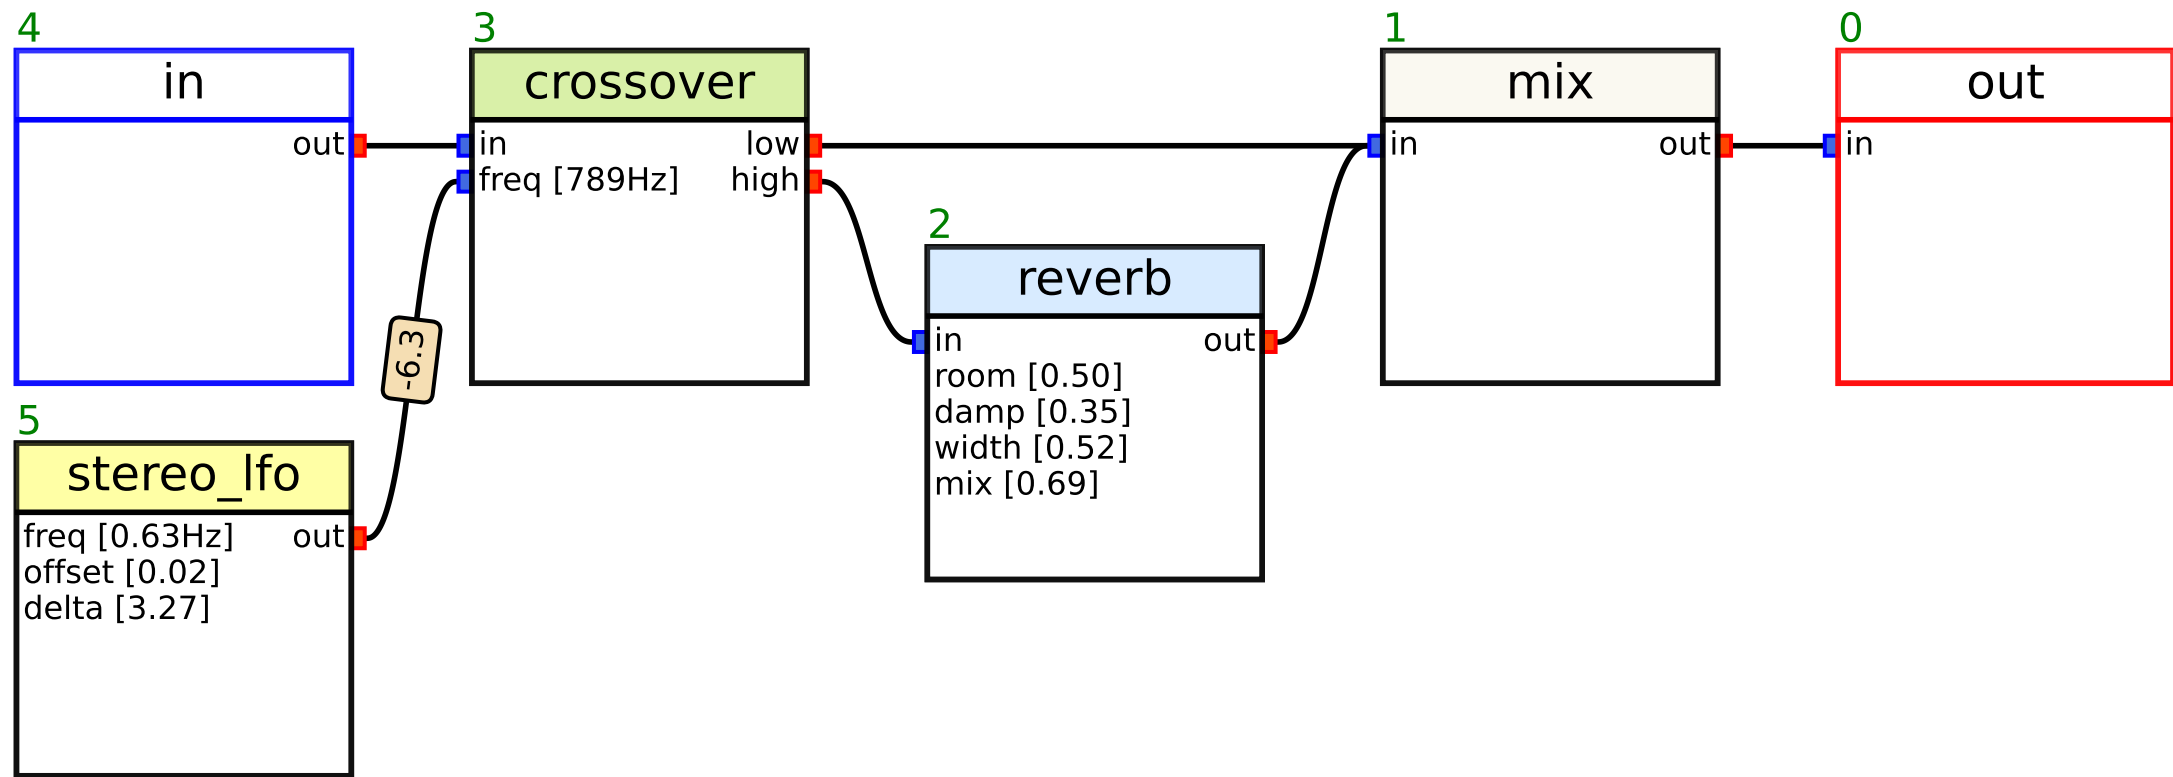 4
in
out
3
crossover
in
low
freq [789Hz]
high
2
reverb
in
out
room [0.50]
damp [0.35]
width [0.52]
mix [0.69]
1
mix
in
out
0
out
in
-6.3
5
stereo_lfo
freq [0.63Hz]
out
offset [0.02]
delta [3.27]